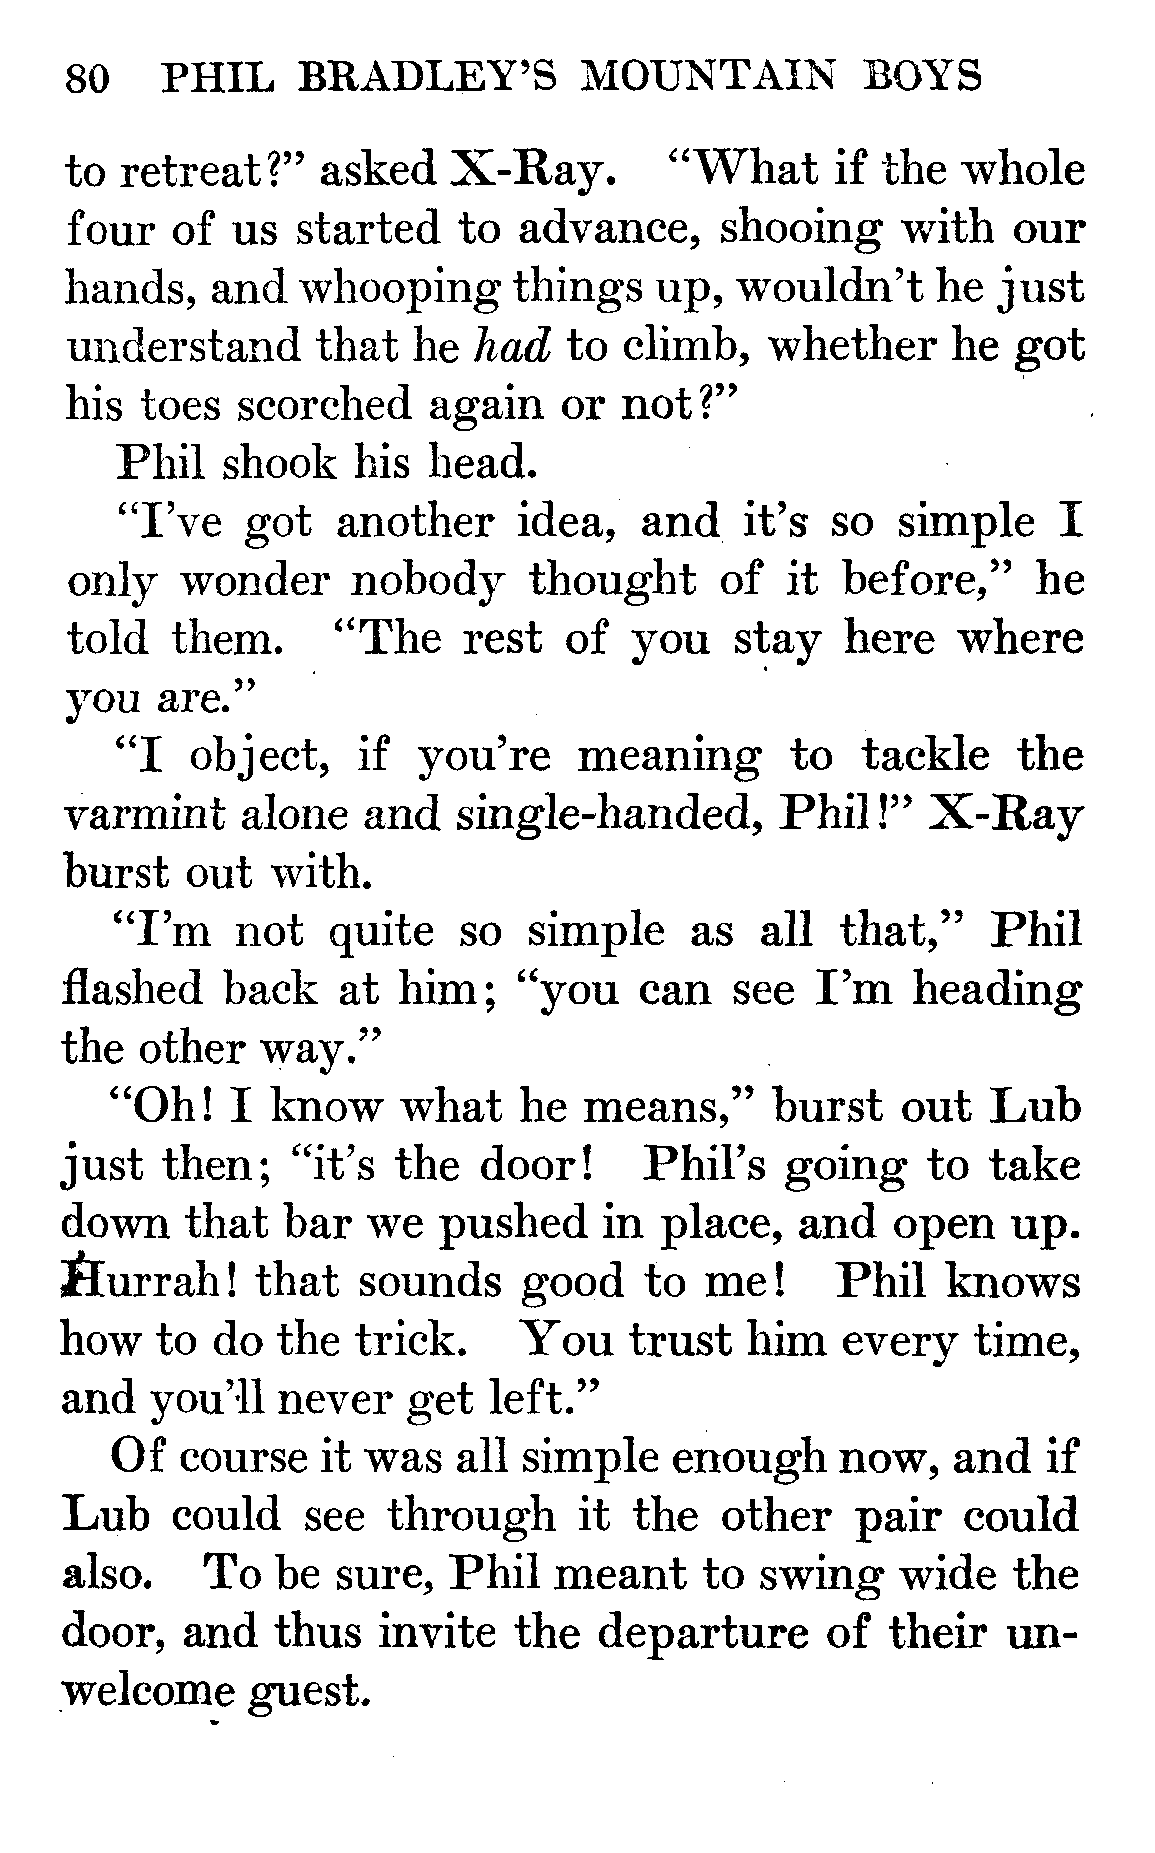 80 PHIL BRADLEY'S MOUNTAIN BOYS
to retreat?" asked X-Ray. "What if the whole
four of us started to advance, shooing with our
hands, and whooping things up, wouldn't he just
understand that he had to climb, whether he got
his toes scorched again or not?"
Phil shook his head.
"I've got another idea, and it's so simple I
only wonder nobody thought of it before," he
told them. "The rest of you stay here where
you are."
"I object, if you're meaning to tackle the
varmint alone and single-handed, Phil!" X-Ray
burst out with.
"I'm not quite so simple as all that," Phil
flashed back at him; "you can see I'm heading
the other way."
"Oh! I know what he means," burst out Lub
just then; "it's the door! Phil's going to take
down that bar we pushed in place, and open up.
Hurrah! that sounds good to me! Phil knows
how to do the trick. You trust him every time,
and you'll never get left."
Of course it was all simple enough now, and if
Lub could see through it the other pair could
also. To be sure, Phil meant to swing wide the
door, and thus invite the departure of their un-
welcome guest.